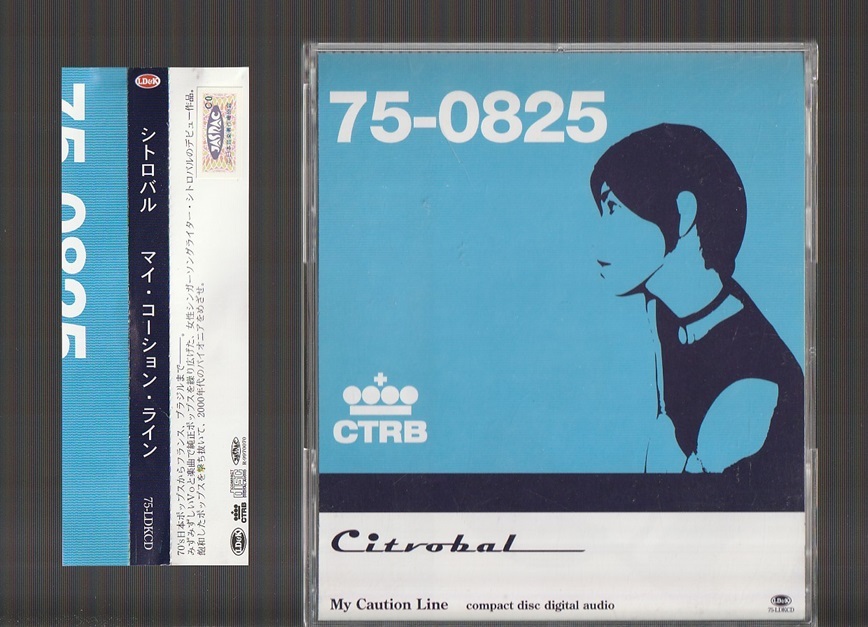 75 0825
LD&K
シトロバル マイ・コーション・ライン 75-LDKCD
70's日本ポップスからフランス、ブラジルまで――。
みずみずしいVoと楽曲で純正ポップスを繰り広げた、女性シンガーソングライター・シトロバルのデビュー作品。
飽和したポップスを撃ち抜いて、2000年代のパイオニアをめざせ。
JASRAC
LD&K
CTRB
75-0825
CTRB
Citrobal
My Caution Line compact disc digital audio
LD&K
75-LDKCD